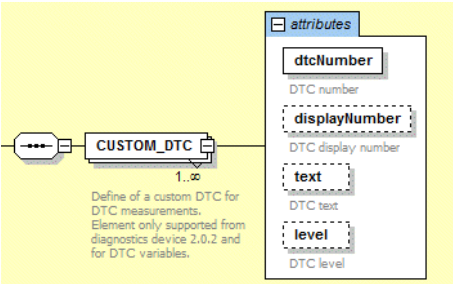 attributes
dtcNumber
DTC number
displayNumber
DTC display number
text
DTC text
level
DTC level
CUSTOM_DTC
1..∞
Define of a custom DTC for
DTC measurements.
Element only supported from
diagnostics device 2.0.2 and
for DTC variables.